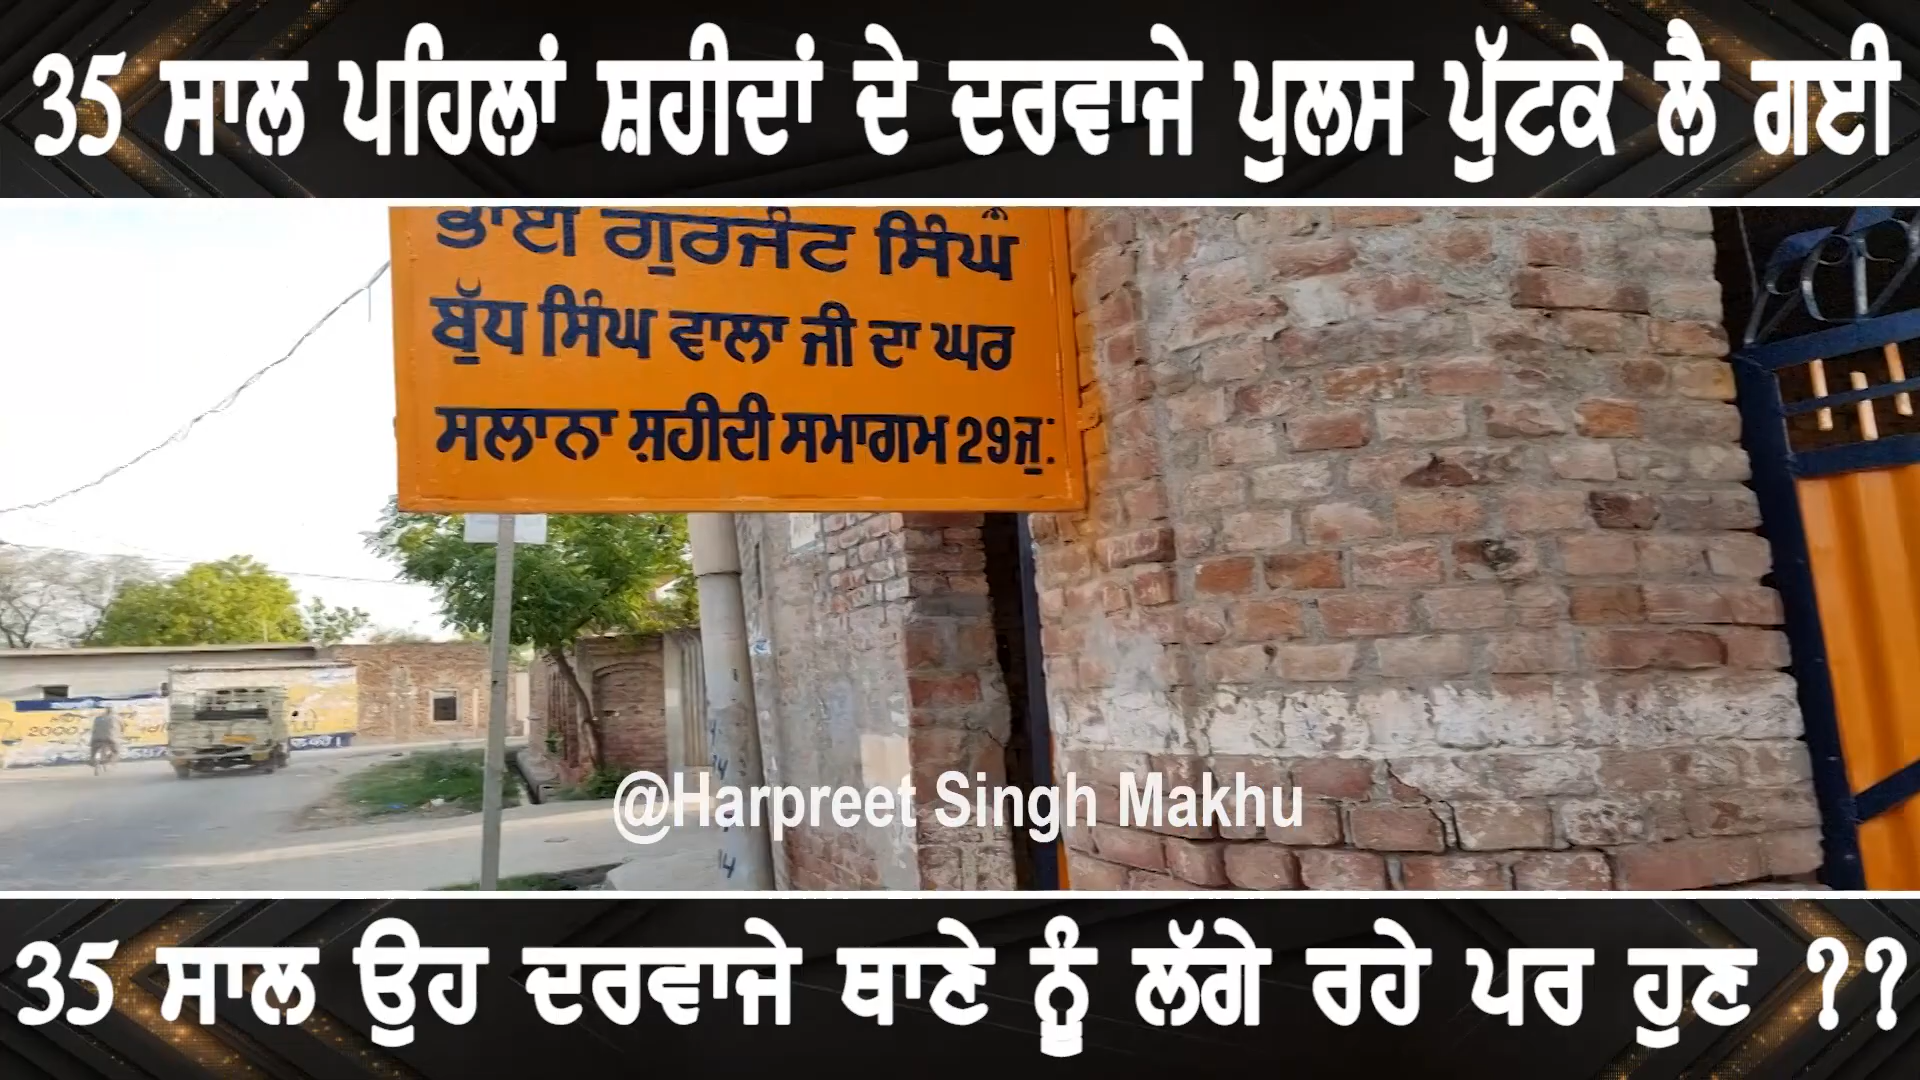 35 ਸਾਲ ਪਹਿਲਾਂ ਸ਼ਹੀਦਾਂ ਦੇ ਦਰਵਾਜੇ ਪੁਲਸ ਪੁੱਟਕੇ ਲੈ ਗਈ
ਭਾਈ ਗੁਰਜੰਟ ਸਿੰਘ
ਬੁੱਧ ਸਿੰਘ ਵਾਲਾ ਜੀ ਦਾ ਘਰ
ਸਲਾਨਾ ਸ਼ਹੀਦੀ ਸਮਾਗਮ 29ਜੁ:
2000
@Harpreet Singh Makhu
35 ਸਾਲ ਉਹ ਦਰਵਾਜੇ ਥਾਣੇ ਨੂੰ ਲੱਗੇ ਰਹੇ ਪਰ ਹੁਣ ??